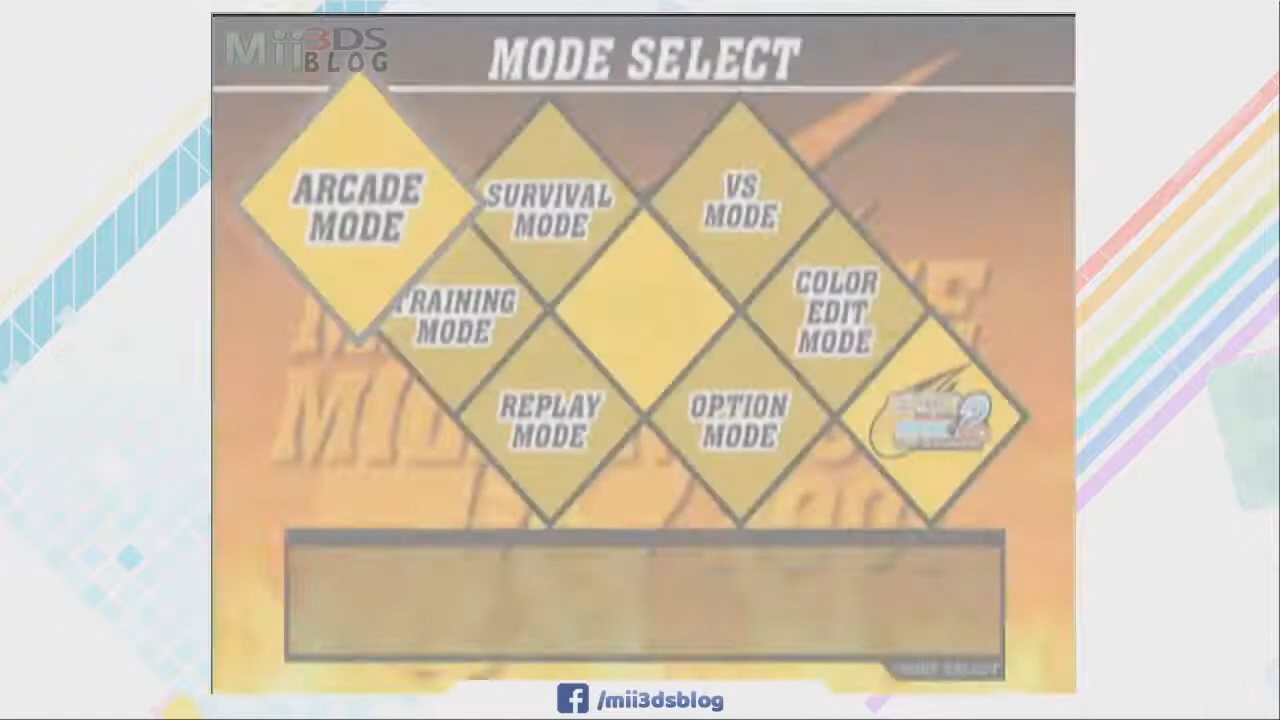 Mii3DS
BLOG
MODE SELECT
ARCADE
MODE
SURVIVAL
MODE
VS
MODE
TRAINING
MODE
COLOR
EDIT
MODE
REPLAY
MODE
OPTION
MODE
/mii3dsblog